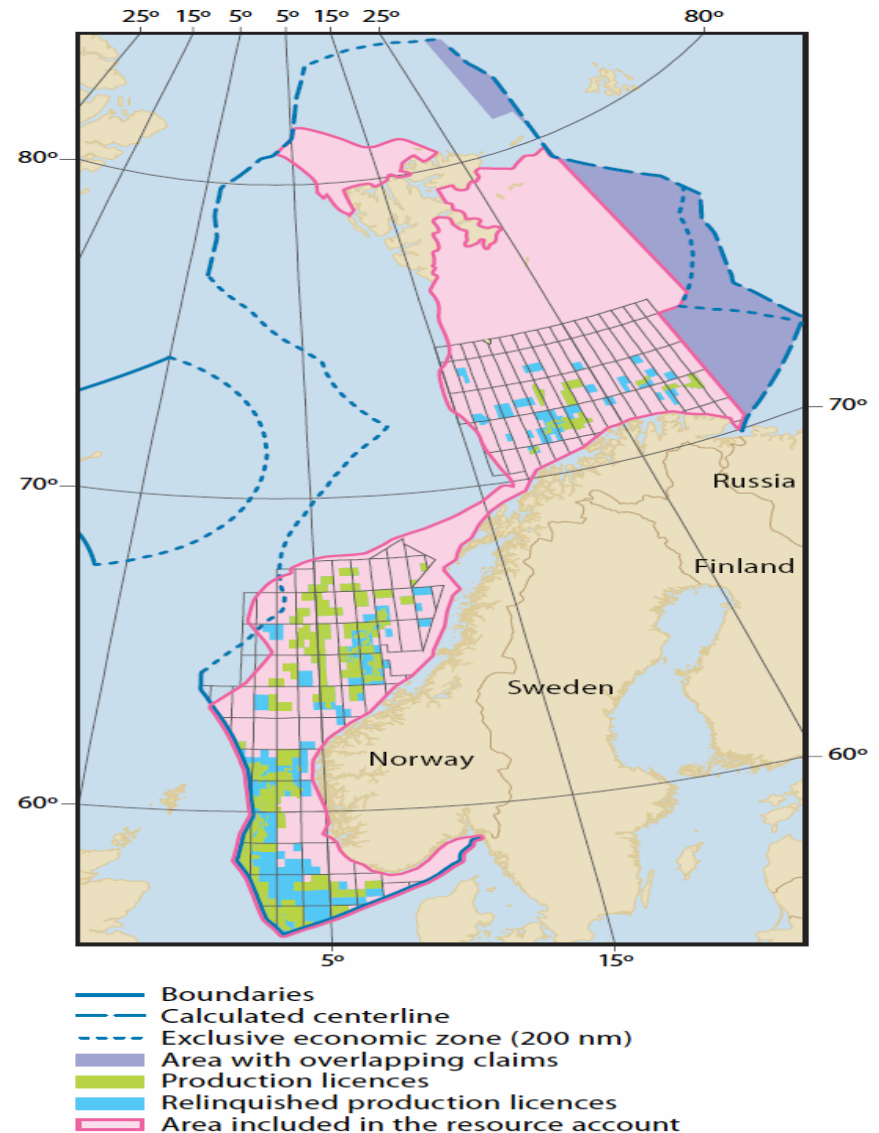 25º 15º 5º 5º 15º 25º 80º
80º
70º
70º
Russia
Finland
Sweden
Norway
60º
60º
5º 15º
Boundaries
Calculated centerline
Exclusive economic zone (200 nm)
Area with overlapping claims
Production licences
Relinquished production licences
Area included in the resource account